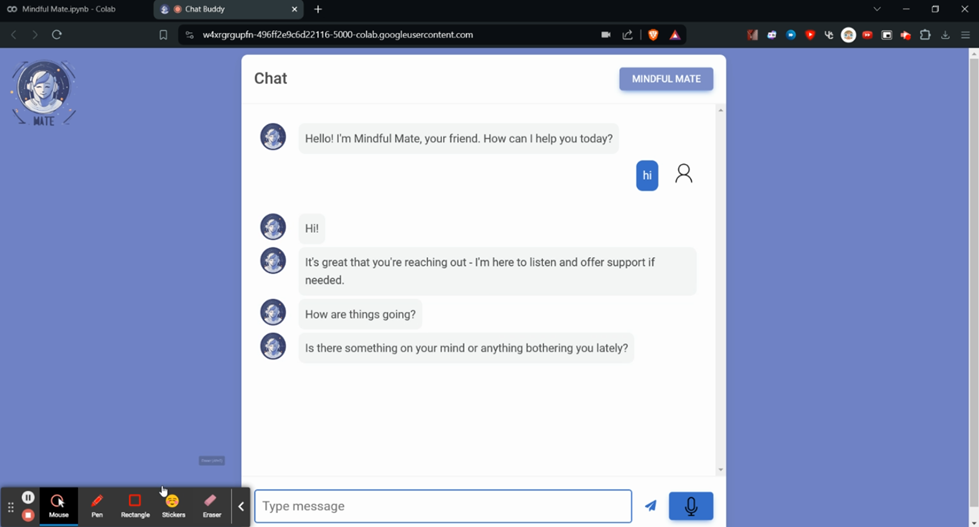 Mindful Mate.ipynb - Colab
Chat Buddy
w4xrgrgupfn-496ff2e9c6d22116-5000-colab.googleusercontent.com
MATE
Chat
MINDFUL MATE
Hello! I'm Mindful Mate, your friend. How can I help you today?
hi
Hi!
It's great that you're reaching out - I'm here to listen and offer support if
needed.
How are things going?
Is there something on your mind or anything bothering you lately?
Type message
Mouse
Pen
Rectangle
Stickers
Eraser